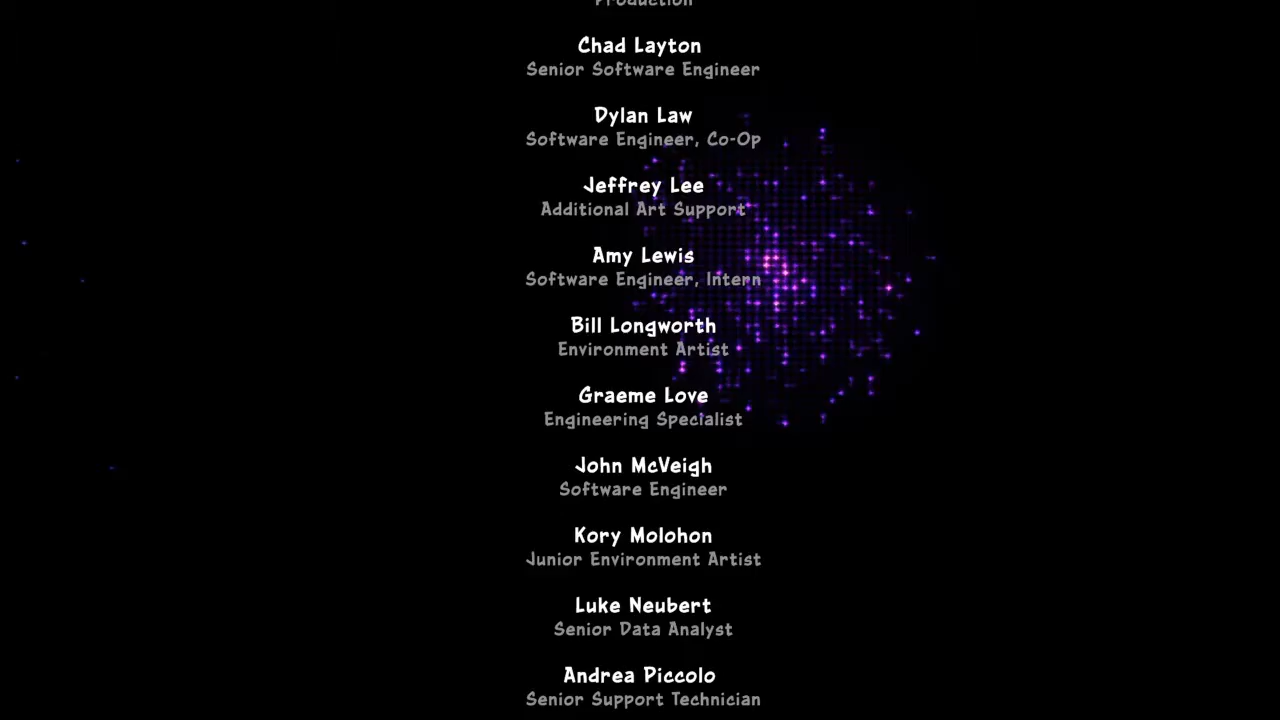 Production
Chad Layton
Senior Software Engineer
Dylan Law
Software Engineer, Co-Op
Jeffrey Lee
Additional Art Support
Amy Lewis
Software Engineer, Intern
Bill Longworth
Environment Artist
Graeme Love
Engineering Specialist
John McVeigh
Software Engineer
Kory Molohon
Junior Environment Artist
Luke Neubert
Senior Data Analyst
Andrea Piccolo
Senior Support Technician